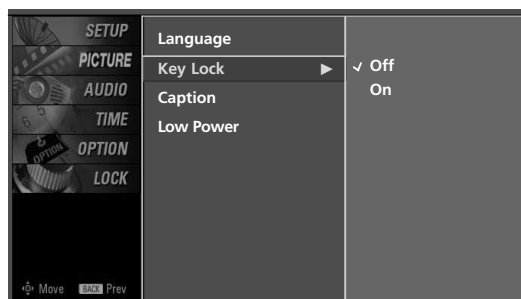 SETUP
PICTURE
AUDIO
TIME
OPTION
LOCK
Move BACK Prev
Language
Key Lock ►
Caption
Low Power
✓ Off
On